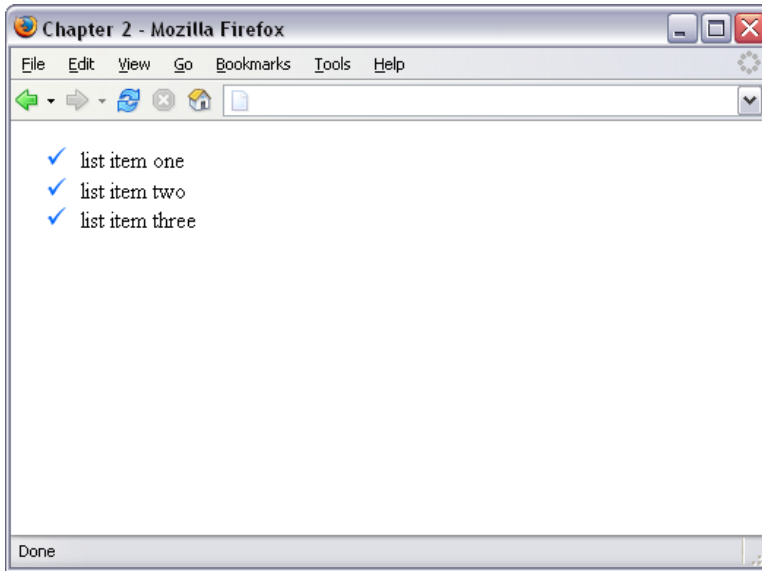 Chapter 2 - Mozilla Firefox
File Edit View Go Bookmarks Tools Help
list item one
list item two
list item three
Done